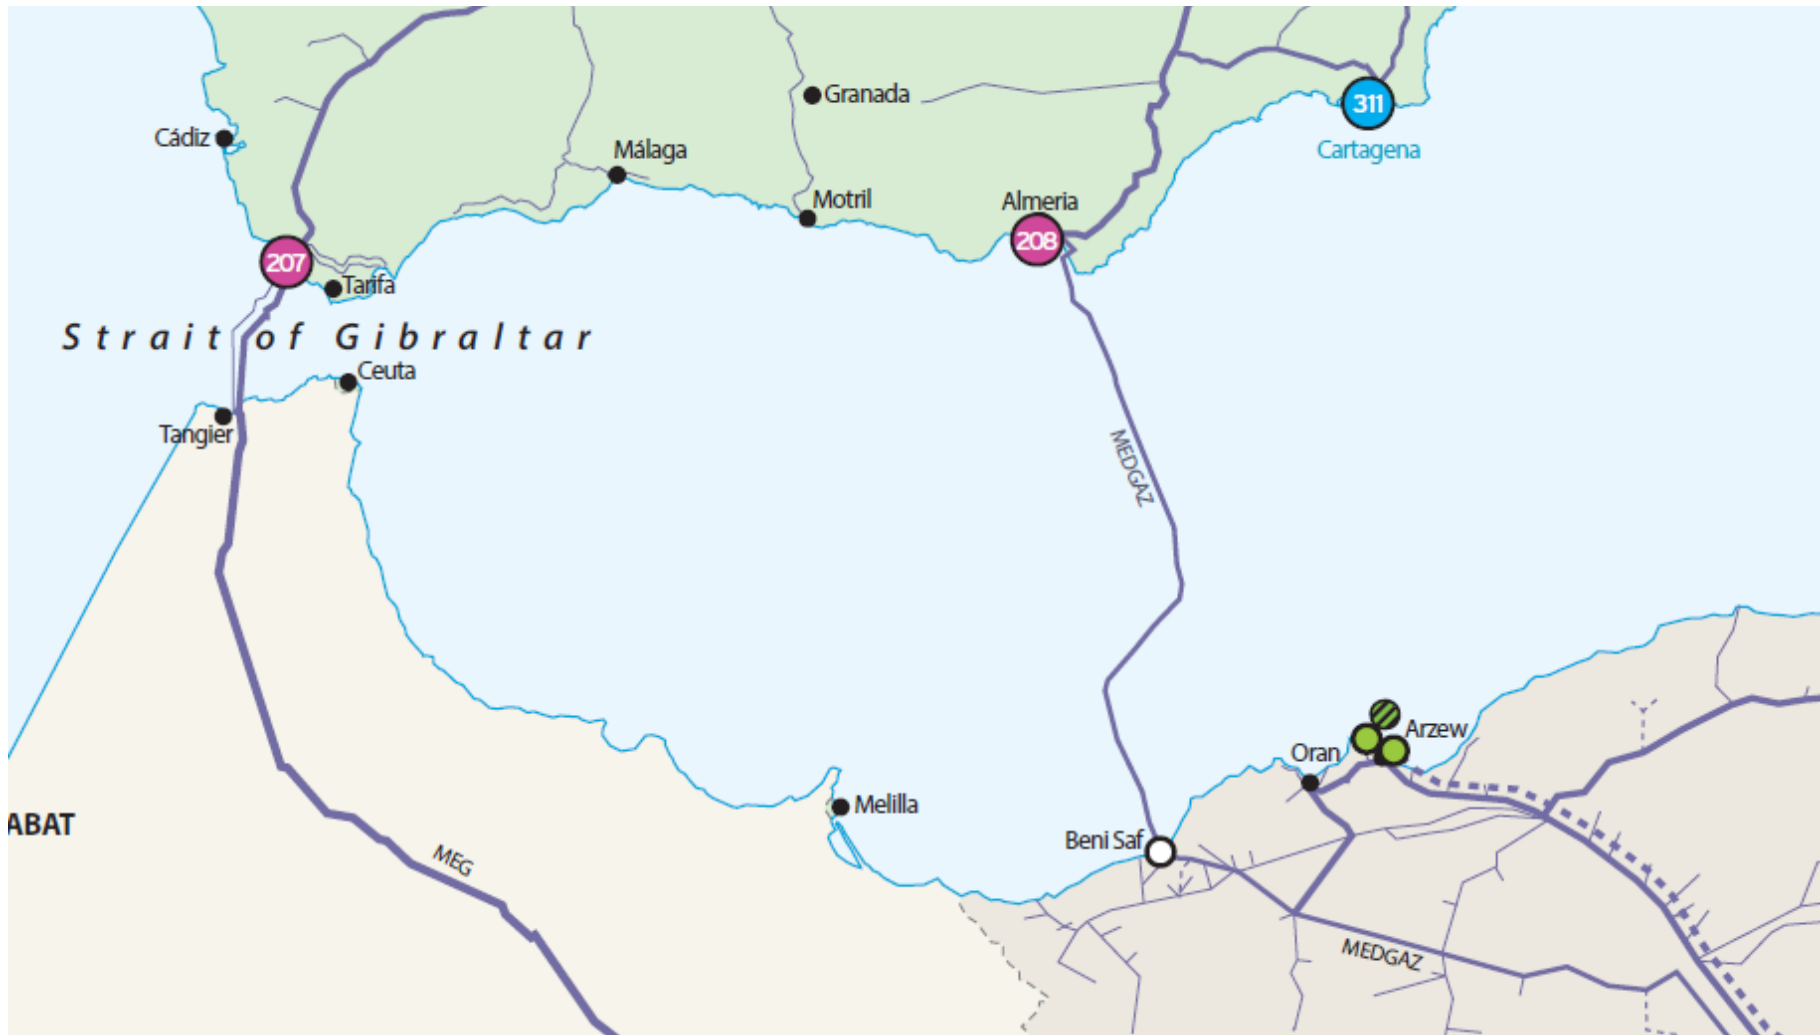 Granada
311
Cádiz
Málaga
Cartagena
Motril
Almeria
208
207
Tarifa
Strait of Gibraltar
Ceuta
Tangier
MEDGAZ
Arzew
Oran
Melilla
ABAT
Beni Saf
MEG
MEDGAZ